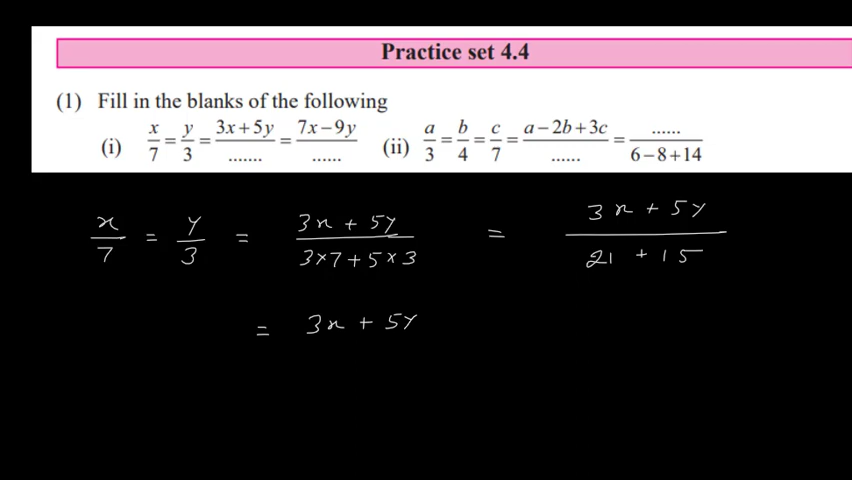 Practice set 4.4
(1) Fill in the blanks of the following
(i) x/7 = y/3 = (3x+5y)/....... = (7x−9y)/...... (ii) a/3 = b/4 = c/7 = (a−2b+3c)/...... = ....../(6−8+14)
x/7 = y/3 = (3x + 5y)/(3×7+5×3) = (3x + 5y)/(21 + 15)
= 3x + 5y